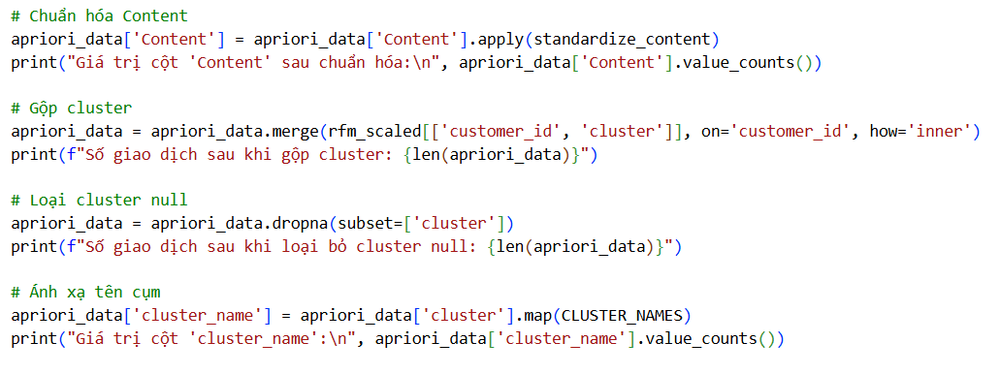 # Chuẩn hóa Content
apriori_data['Content'] = apriori_data['Content'].apply(standardize_content)
print("Giá trị cột 'Content' sau chuẩn hóa:\n", apriori_data['Content'].value_counts())
# Gộp cluster
apriori_data = apriori_data.merge(rfm_scaled[['customer_id', 'cluster']], on='customer_id', how='inner')
print(f"Số giao dịch sau khi gộp cluster: {len(apriori_data)}")
# Loại cluster null
apriori_data = apriori_data.dropna(subset=['cluster'])
print(f"Số giao dịch sau khi loại bỏ cluster null: {len(apriori_data)}")
# Ánh xạ tên cụm
apriori_data['cluster_name'] = apriori_data['cluster'].map(CLUSTER_NAMES)
print("Giá trị cột 'cluster_name':\n", apriori_data['cluster_name'].value_counts())